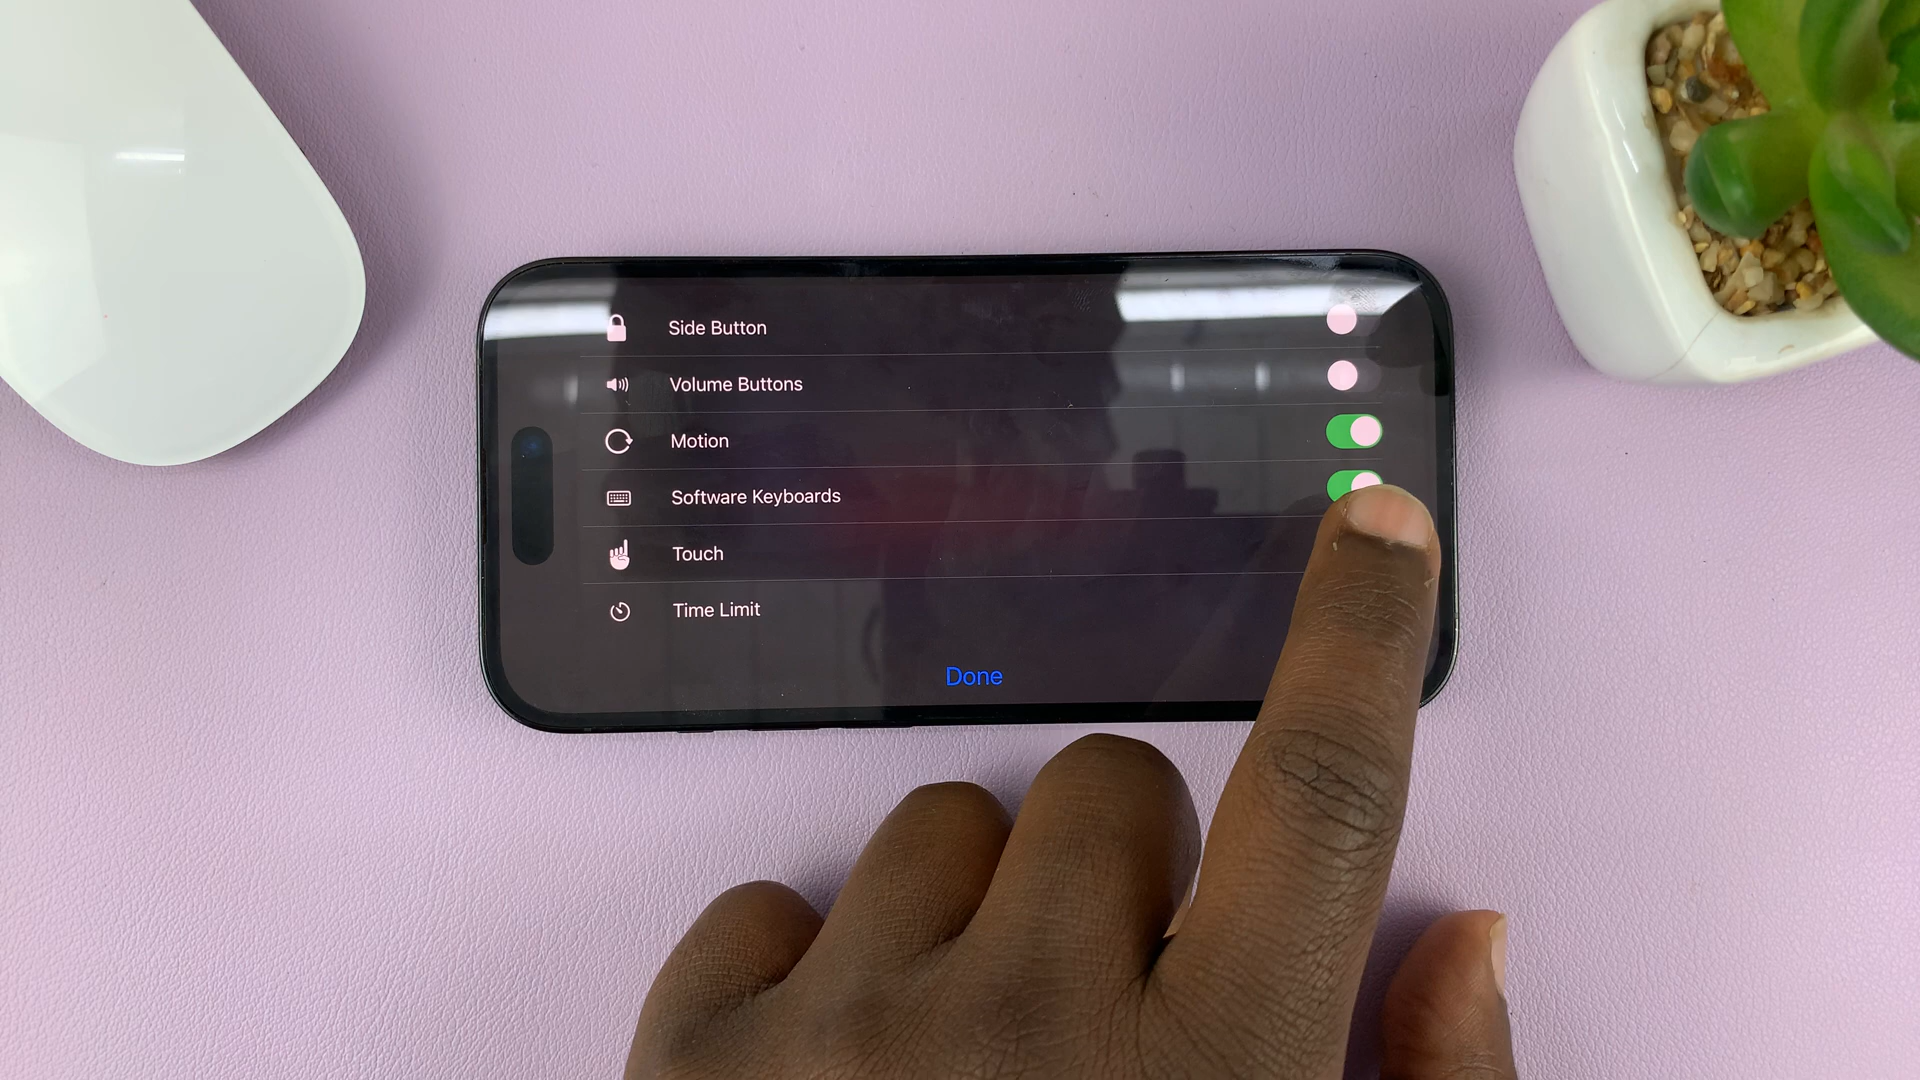 Side Button
Volume Buttons
Motion
Software Keyboards
Touch
Time Limit
Done